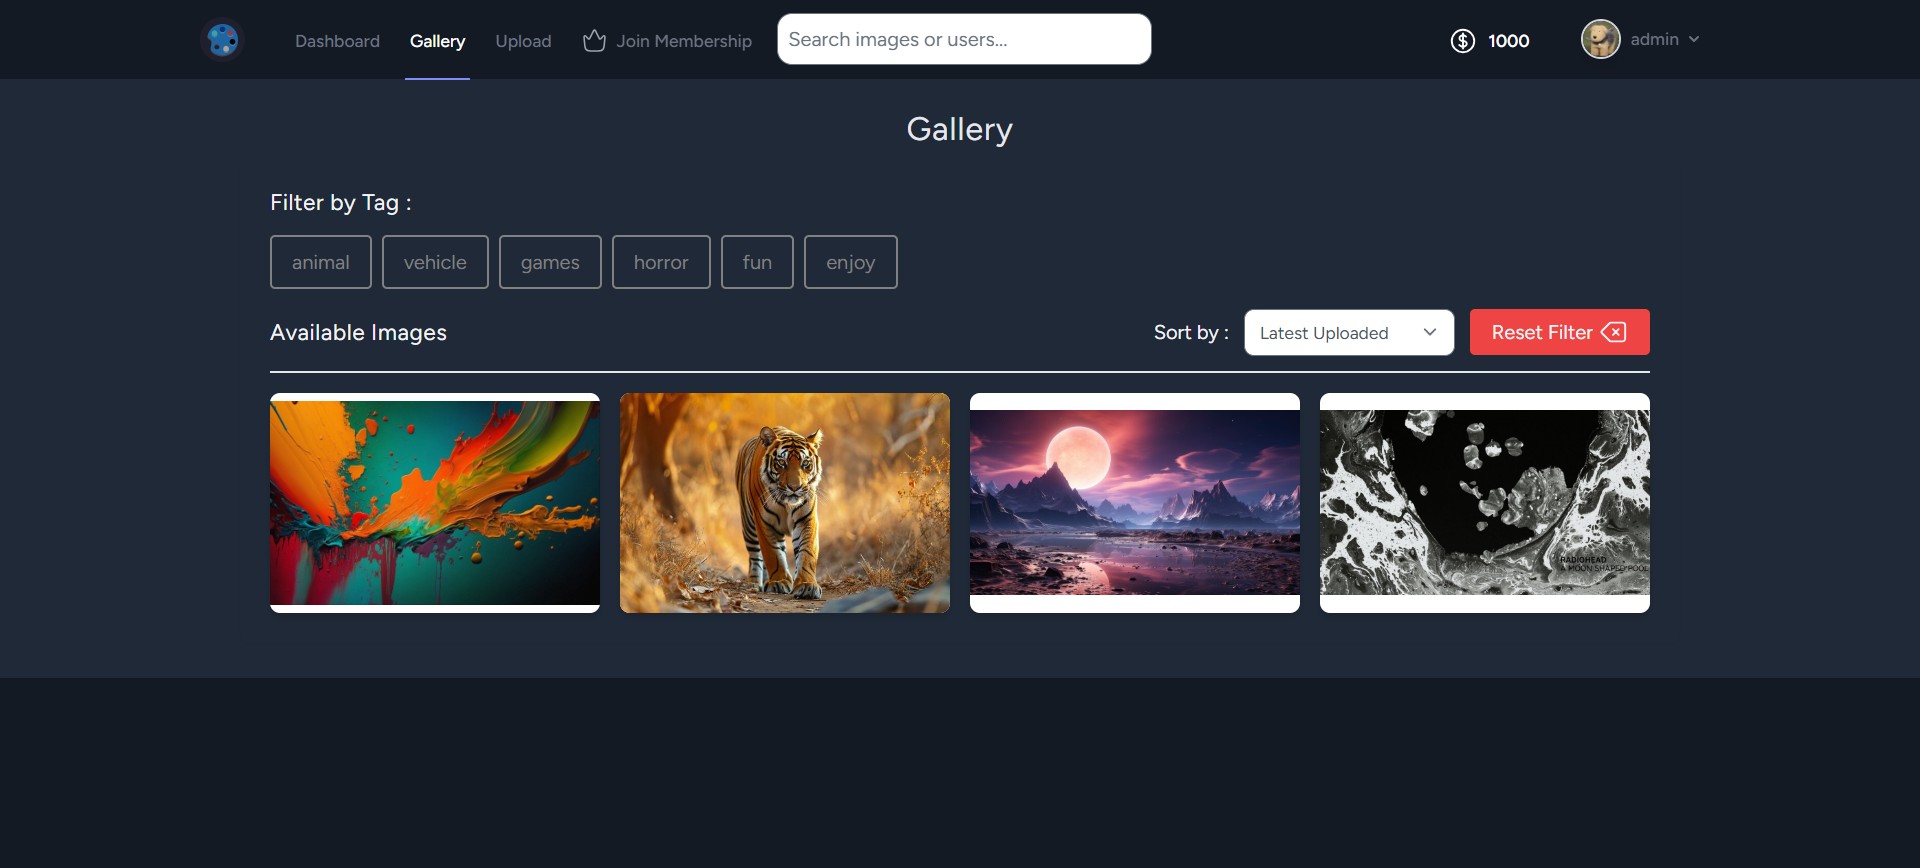 Dashboard Gallery Upload Join Membership Search images or users... 1000 admin
Gallery
Filter by Tag :
animal vehicle games horror fun enjoy
Available Images Sort by : Latest Uploaded Reset Filter
RADIOHEAD
A MOON SHAPED POOL